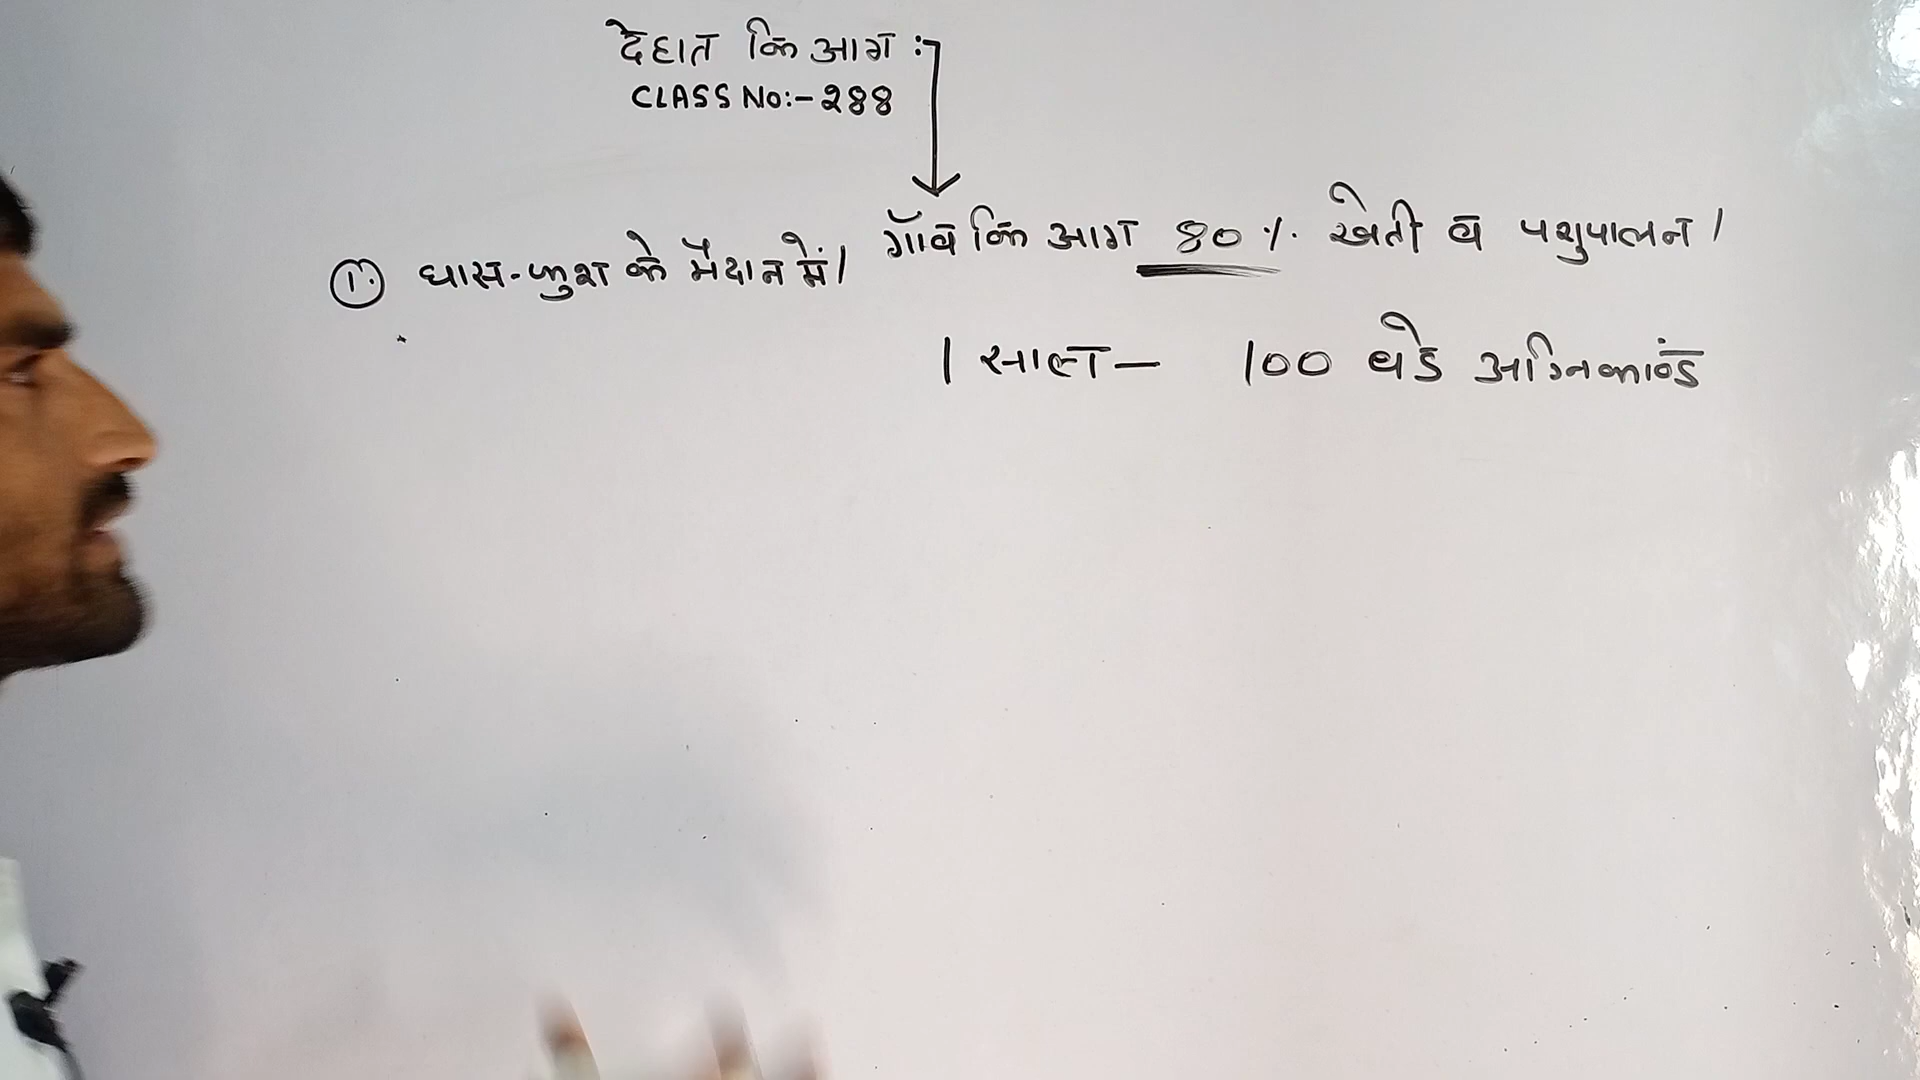 देहात कि आग :-
CLASS No:- 288
गाँव कि आग 80% खेती व पशुपालन।
① घास-फुश के मैदान में।
1 साल - 100 बडे अग्निकांड